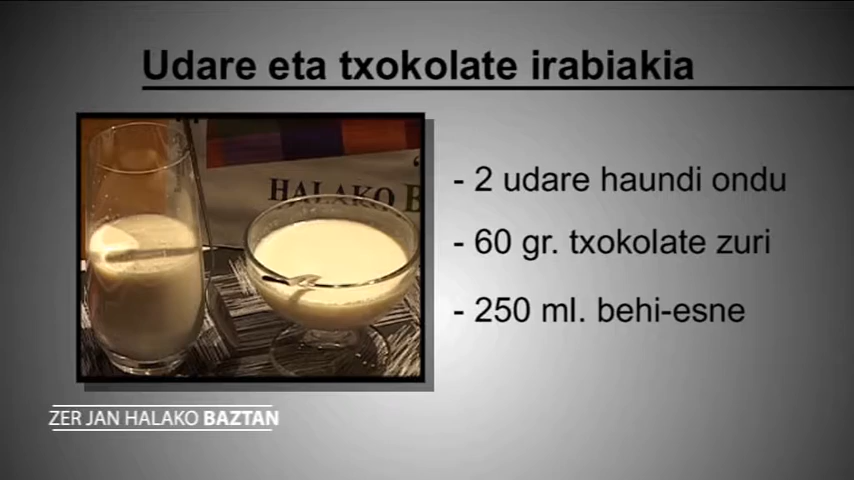 Udare eta txokolate irabiakia
HALAKO B
- 2 udare haundi ondu
- 60 gr. txokolate zuri
- 250 ml. behi-esne
ZER JAN HALAKO BAZTAN